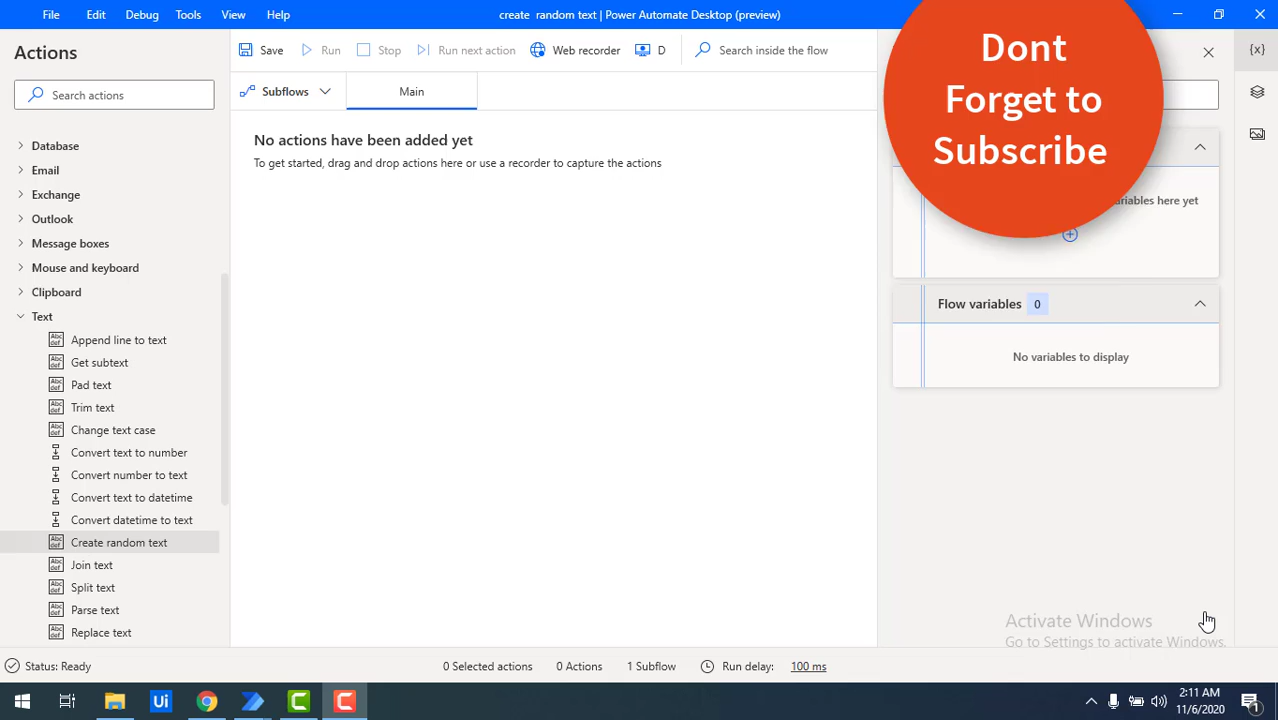 File
Edit
Debug
Tools
View
Help
create random text | Power Automate Desktop (preview)
Actions
Save
Run
Stop
Run next action
Web recorder
D
Search inside the flow
{x}
Dont
Forget to
Subscribe
Search actions
Subflows
Main
Database
Email
Exchange
Outlook
Message boxes
Mouse and keyboard
Clipboard
Text
Append line to text
Get subtext
Pad text
Trim text
Change text case
Convert text to number
Convert number to text
Convert text to datetime
Convert datetime to text
Create random text
Join text
Split text
Parse text
Replace text
No actions have been added yet
To get started, drag and drop actions here or use a recorder to capture the actions
here yet
Flow variables 0
No variables to display
Activate Windows
Go to Settings to activate Windows.
Status: Ready
0 Selected actions
0 Actions
1 Subflow
Run delay:
100 ms
Ui
2:11 AM
11/6/2020
1